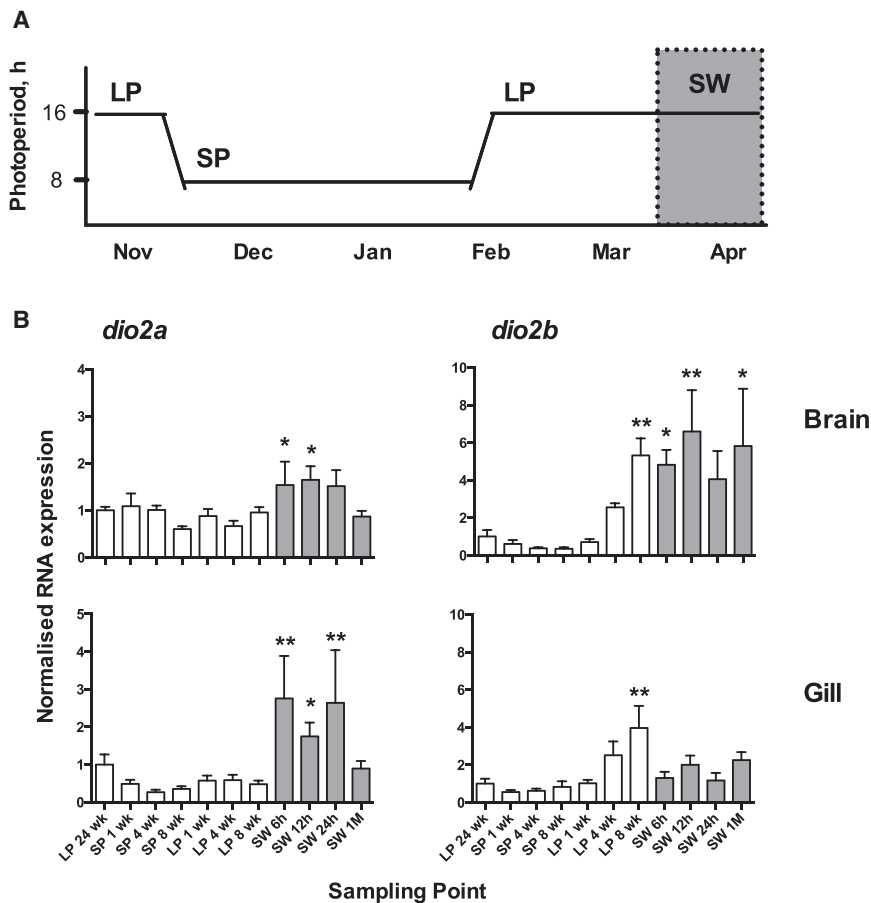 A
Photoperiod, h
16
8
LP
SP
LP
SW
Nov Dec Jan Feb Mar Apr
B
dio2a
dio2b
Normalised RNA expression
4
3
2
1
0
* *
10
8
6
4
2
0
** * ** *
Brain
5
4
3
2
1
0
** * **
10
8
6
4
2
0
**
Gill
LP 24 wk
SP 1 wk
SP 4 wk
SP 8 wk
LP 1 wk
LP 4 wk
LP 8 wk
SW 6h
SW 12h
SW 24h
SW 1M
LP 24 wk
SP 1 wk
SP 4 wk
SP 8 wk
LP 1 wk
LP 4 wk
LP 8 wk
SW 6h
SW 12h
SW 24h
SW 1M
Sampling Point